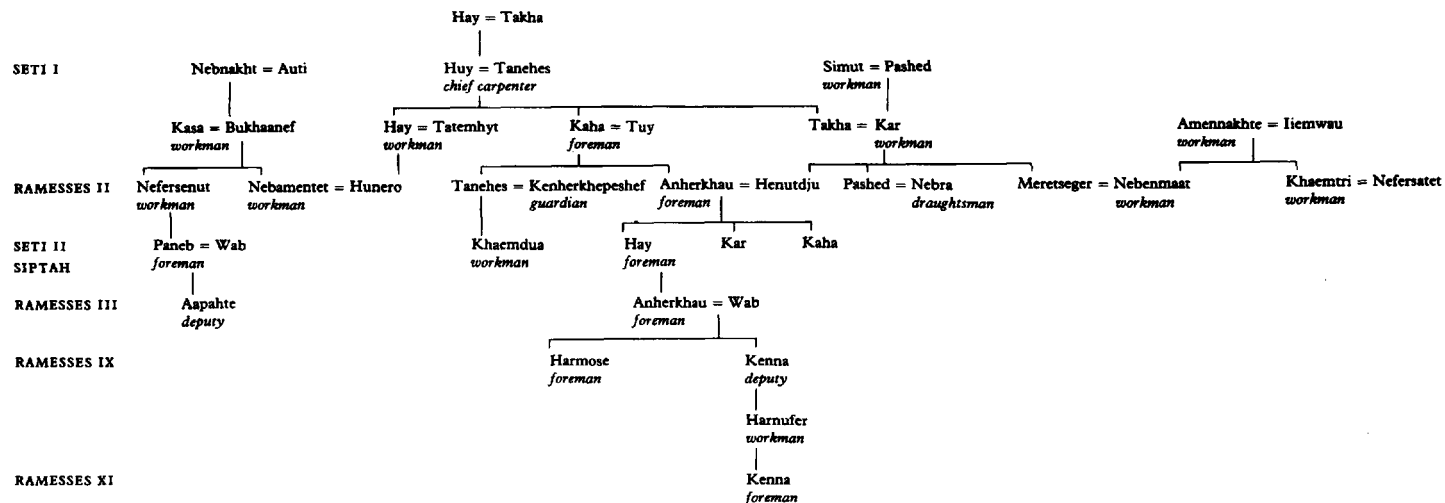 Hay = Takha
SETI I Nebnakht = Auti Huy = Tanehes Simut = Pashed
chief carpenter workman
Kasa = Bukhaanef Hay = Tatemhyt Kaha = Tuy Takha = Kar Amennakhte = Iiemwau
workman workman foreman workman workman
RAMESSES II Nefersenut Nebamentet = Hunero Tanehes = Kenherkhepeshef Anherkhau = Henutdju Pashed = Nebra Meretseger = Nebenmaat Khaemtri = Nefersatet
workman workman guardian foreman draughtsman workman workman
SETI II Paneb = Wab Khaemdua Hay Kar Kaha
foreman workman foreman
SIPTAH
RAMESSES III Aapahte Anherkhau = Wab
deputy foreman
RAMESSES IX Harmose Kenna
foreman deputy
Harnufer
workman
RAMESSES XI Kenna
foreman